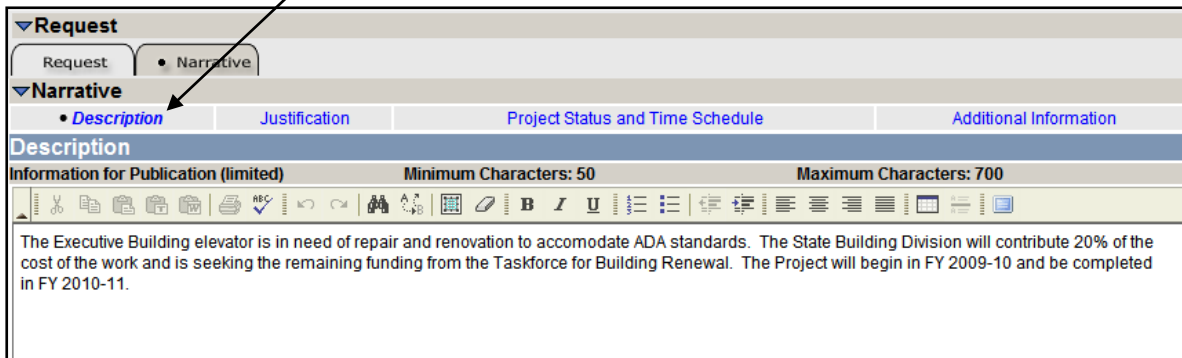 Request
Request • Narrative
Narrative
• Description Justification Project Status and Time Schedule Additional Information
Description
Information for Publication (limited) Minimum Characters: 50 Maximum Characters: 700
ABC B I U
The Executive Building elevator is in need of repair and renovation to accomodate ADA standards. The State Building Division will contribute 20% of the
cost of the work and is seeking the remaining funding from the Taskforce for Building Renewal. The Project will begin in FY 2009-10 and be completed
in FY 2010-11.